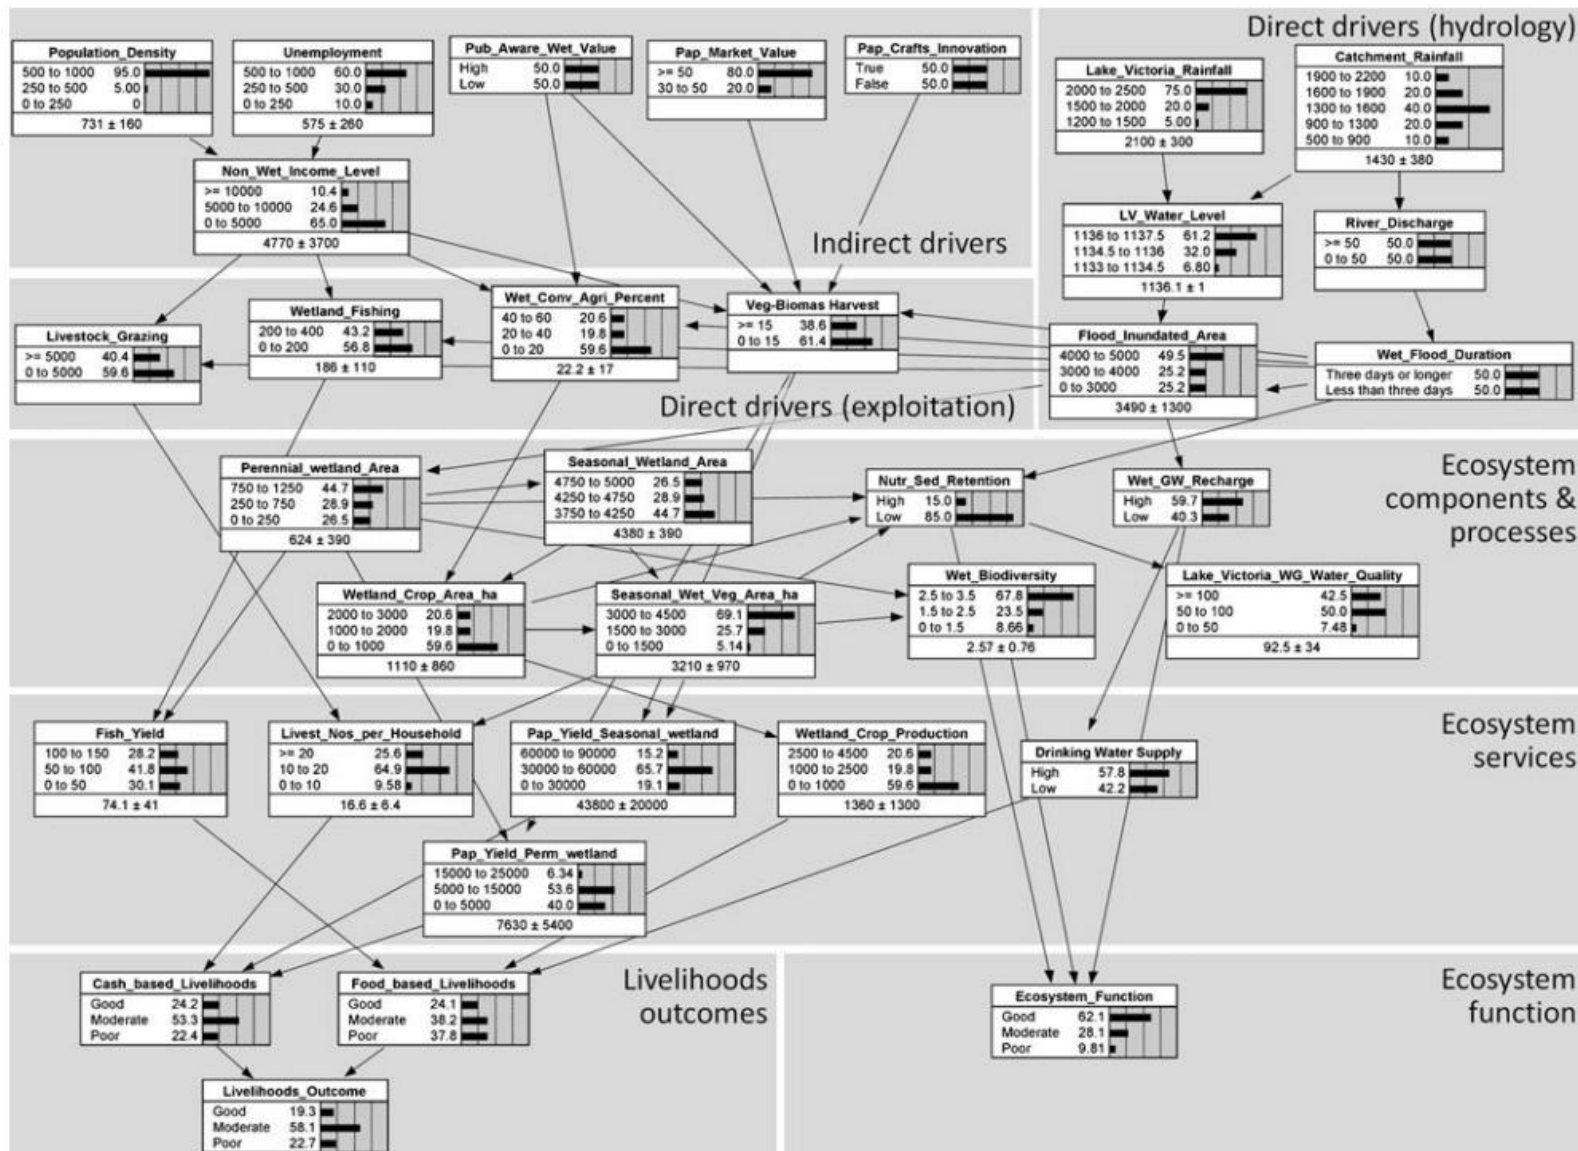 Direct drivers (hydrology)
Population_Density
500 to 1000 95.0
250 to 500 5.00
0 to 250 0
731 ± 160
Unemployment
500 to 1000 60.0
250 to 500 30.0
0 to 250 10.0
575 ± 260
Pub_Aware_Wet_Value
High 50.0
Low 50.0
Pap_Market_Value
>= 50 80.0
30 to 50 20.0
Pap_Crafts_Innovation
True 50.0
False 50.0
Lake_Victoria_Rainfall
2000 to 2500 75.0
1500 to 2000 20.0
1200 to 1500 5.00
2100 ± 300
Catchment_Rainfall
1900 to 2200 10.0
1600 to 1900 20.0
1300 to 1600 40.0
900 to 1300 20.0
500 to 900 10.0
1430 ± 380
Non_Wet_Income_Level
>= 10000 10.4
5000 to 10000 24.6
0 to 5000 65.0
4770 ± 3700
Indirect drivers
LV_Water_Level
1136 to 1137.5 61.2
1134.5 to 1136 32.0
1133 to 1134.5 6.80
1136.1 ± 1
River_Discharge
>= 50 50.0
0 to 50 50.0
Livestock_Grazing
>= 5000 40.4
0 to 5000 59.6
Wetland_Fishing
200 to 400 43.2
0 to 200 56.8
186 ± 110
Wet_Conv_Agri_Percent
40 to 60 20.6
20 to 40 19.8
0 to 20 59.6
22.2 ± 17
Veg-Biomas Harvest
>= 15 38.6
0 to 15 61.4
Flood_Inundated_Area
4000 to 5000 49.5
3000 to 4000 25.2
0 to 3000 25.2
3490 ± 1300
Wet_Flood_Duration
Three days or longer 50.0
Less than three days 50.0
Direct drivers (exploitation)
Perennial_wetland_Area
750 to 1250 44.7
250 to 750 28.9
0 to 250 26.5
624 ± 390
Seasonal_Wetland_Area
4750 to 5000 26.5
4250 to 4750 28.9
3750 to 4250 44.7
4380 ± 390
Nutr_Sed_Retention
High 15.0
Low 85.0
Wet_GW_Recharge
High 59.7
Low 40.3
Ecosystem
components &
processes
Wetland_Crop_Area_ha
2000 to 3000 20.6
1000 to 2000 19.8
0 to 1000 59.6
1110 ± 860
Seasonal_Wet_Veg_Area_ha
3000 to 4500 69.1
1500 to 3000 25.7
0 to 1500 5.14
3210 ± 970
Wet_Biodiversity
2.5 to 3.5 67.8
1.5 to 2.5 23.5
0 to 1.5 8.66
2.57 ± 0.76
Lake_Victoria_WG_Water_Quality
>= 100 42.5
50 to 100 50.0
0 to 50 7.48
92.5 ± 34
Fish_Yield
100 to 150 28.2
50 to 100 41.8
0 to 50 30.1
74.1 ± 41
Livest_Nos_per_Household
>= 20 25.6
10 to 20 64.9
0 to 10 9.58
16.6 ± 6.4
Pap_Yield_Seasonal_wetland
60000 to 90000 15.2
30000 to 60000 65.7
0 to 30000 19.1
43800 ± 20000
Wetland_Crop_Production
2500 to 4500 20.6
1000 to 2500 19.8
0 to 1000 59.6
1360 ± 1300
Drinking Water Supply
High 57.8
Low 42.2
Ecosystem
services
Pap_Yield_Perm_wetland
15000 to 25000 6.34
5000 to 15000 53.6
0 to 5000 40.0
7630 ± 5400
Cash_based_Livelihoods
Good 24.2
Moderate 53.3
Poor 22.4
Food_based_Livelihoods
Good 24.1
Moderate 38.2
Poor 37.8
Livelihoods
outcomes
Ecosystem_Function
Good 62.1
Moderate 28.1
Poor 9.81
Ecosystem
function
Livelihoods_Outcome
Good 19.3
Moderate 58.1
Poor 22.7